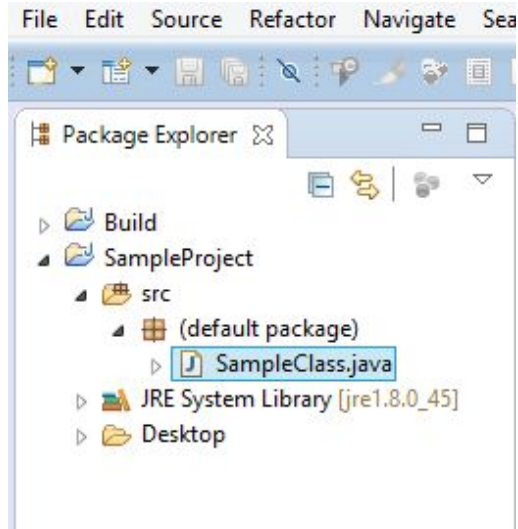 File Edit Source Refactor Navigate Sea
Package Explorer
Build
SampleProject
src
(default package)
SampleClass.java
JRE System Library [jre1.8.0_45]
Desktop